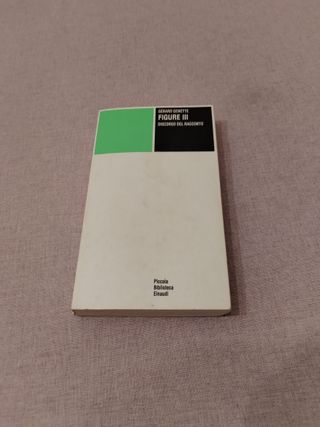 GÉRARD GENETTE
FIGURE III
DISCORSO DEL RACCONTO
Piccola
Biblioteca
Einaudi